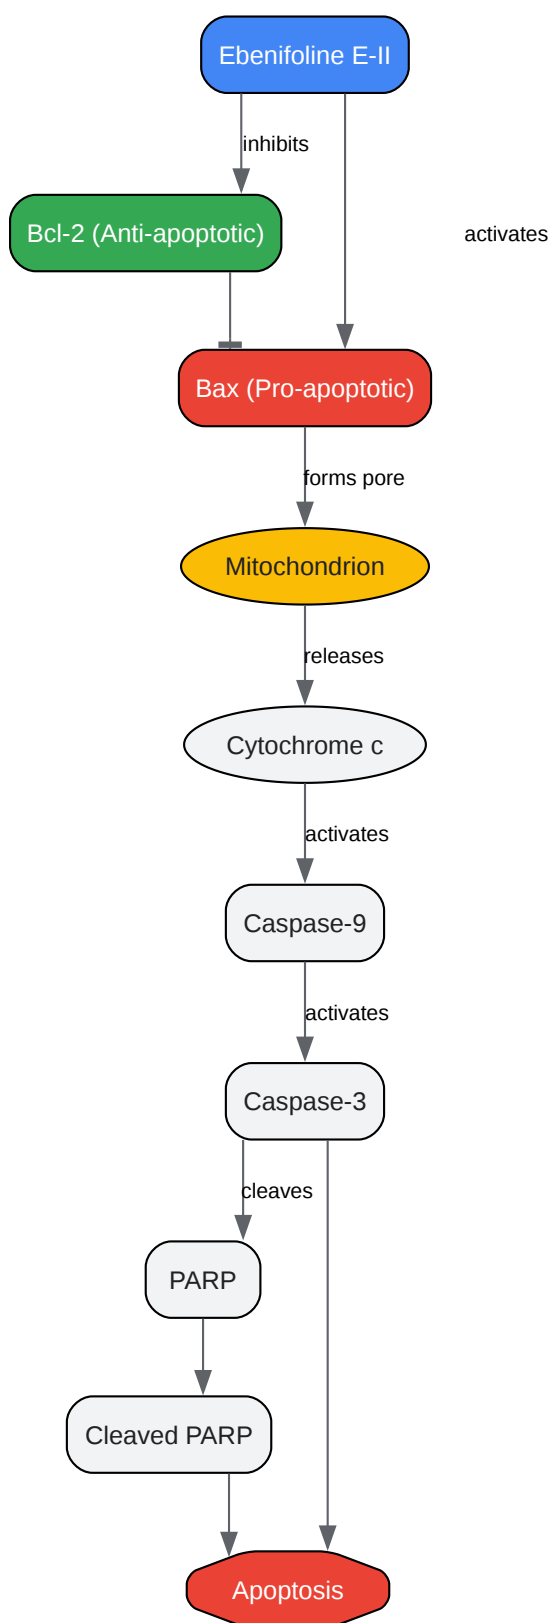 Ebenifoline E-II
inhibits
Bcl-2 (Anti-apoptotic)
activates
Bax (Pro-apoptotic)
forms pore
Mitochondrion
releases
Cytochrome c
activates
Caspase-9
activates
Caspase-3
cleaves
PARP
Cleaved PARP
Apoptosis